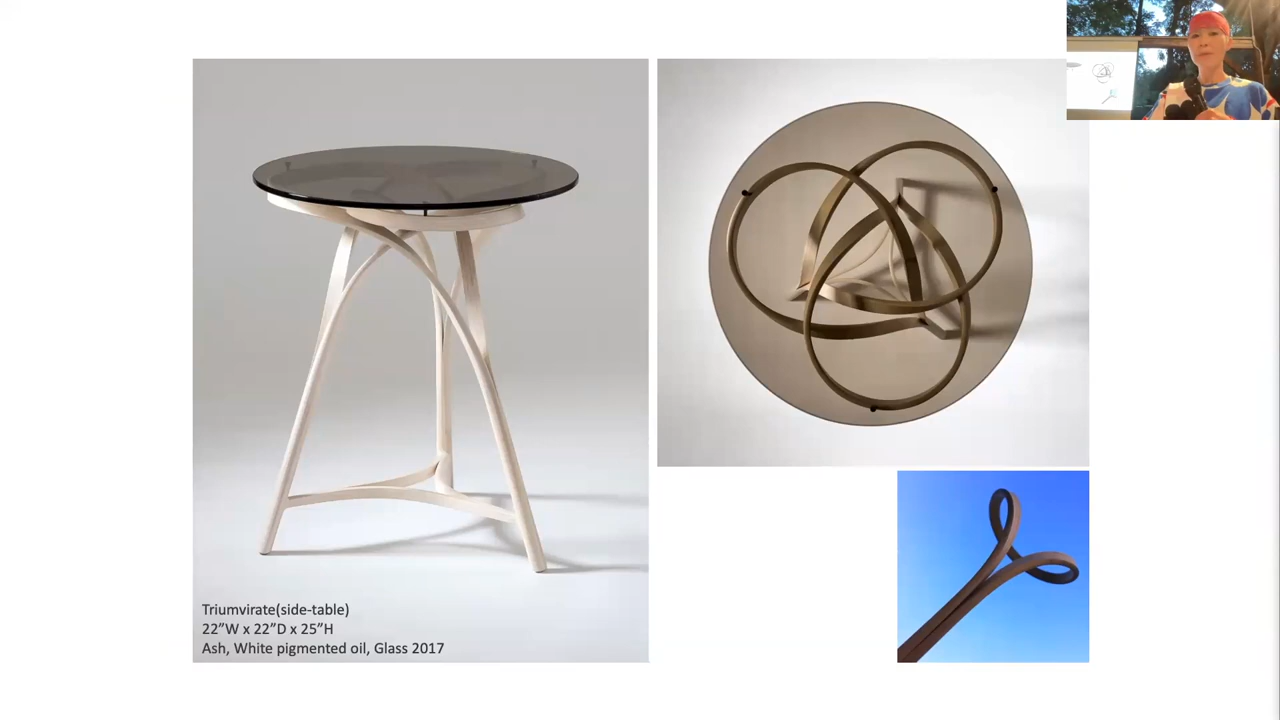 Triumvirate(side-table)
22”W x 22”D x 25”H
Ash, White pigmented oil, Glass 2017